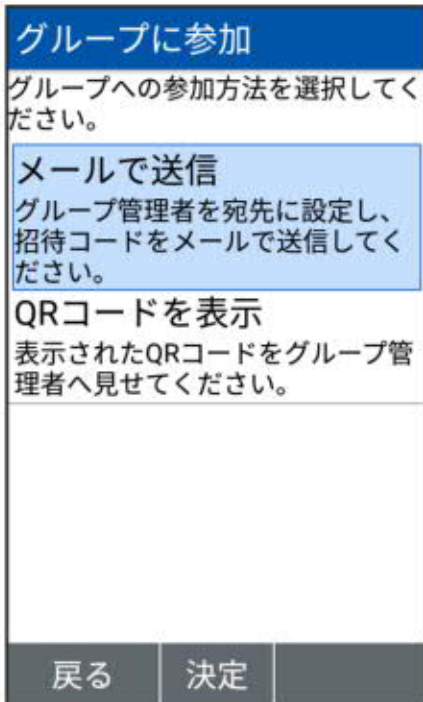 グループに参加
グループへの参加方法を選択してく
ださい。
メールで送信
グループ管理者を宛先に設定し、
招待コードをメールで送信してく
ださい。
QRコードを表示
表示されたQRコードをグループ管
理者へ見せてください。
戻る 決定